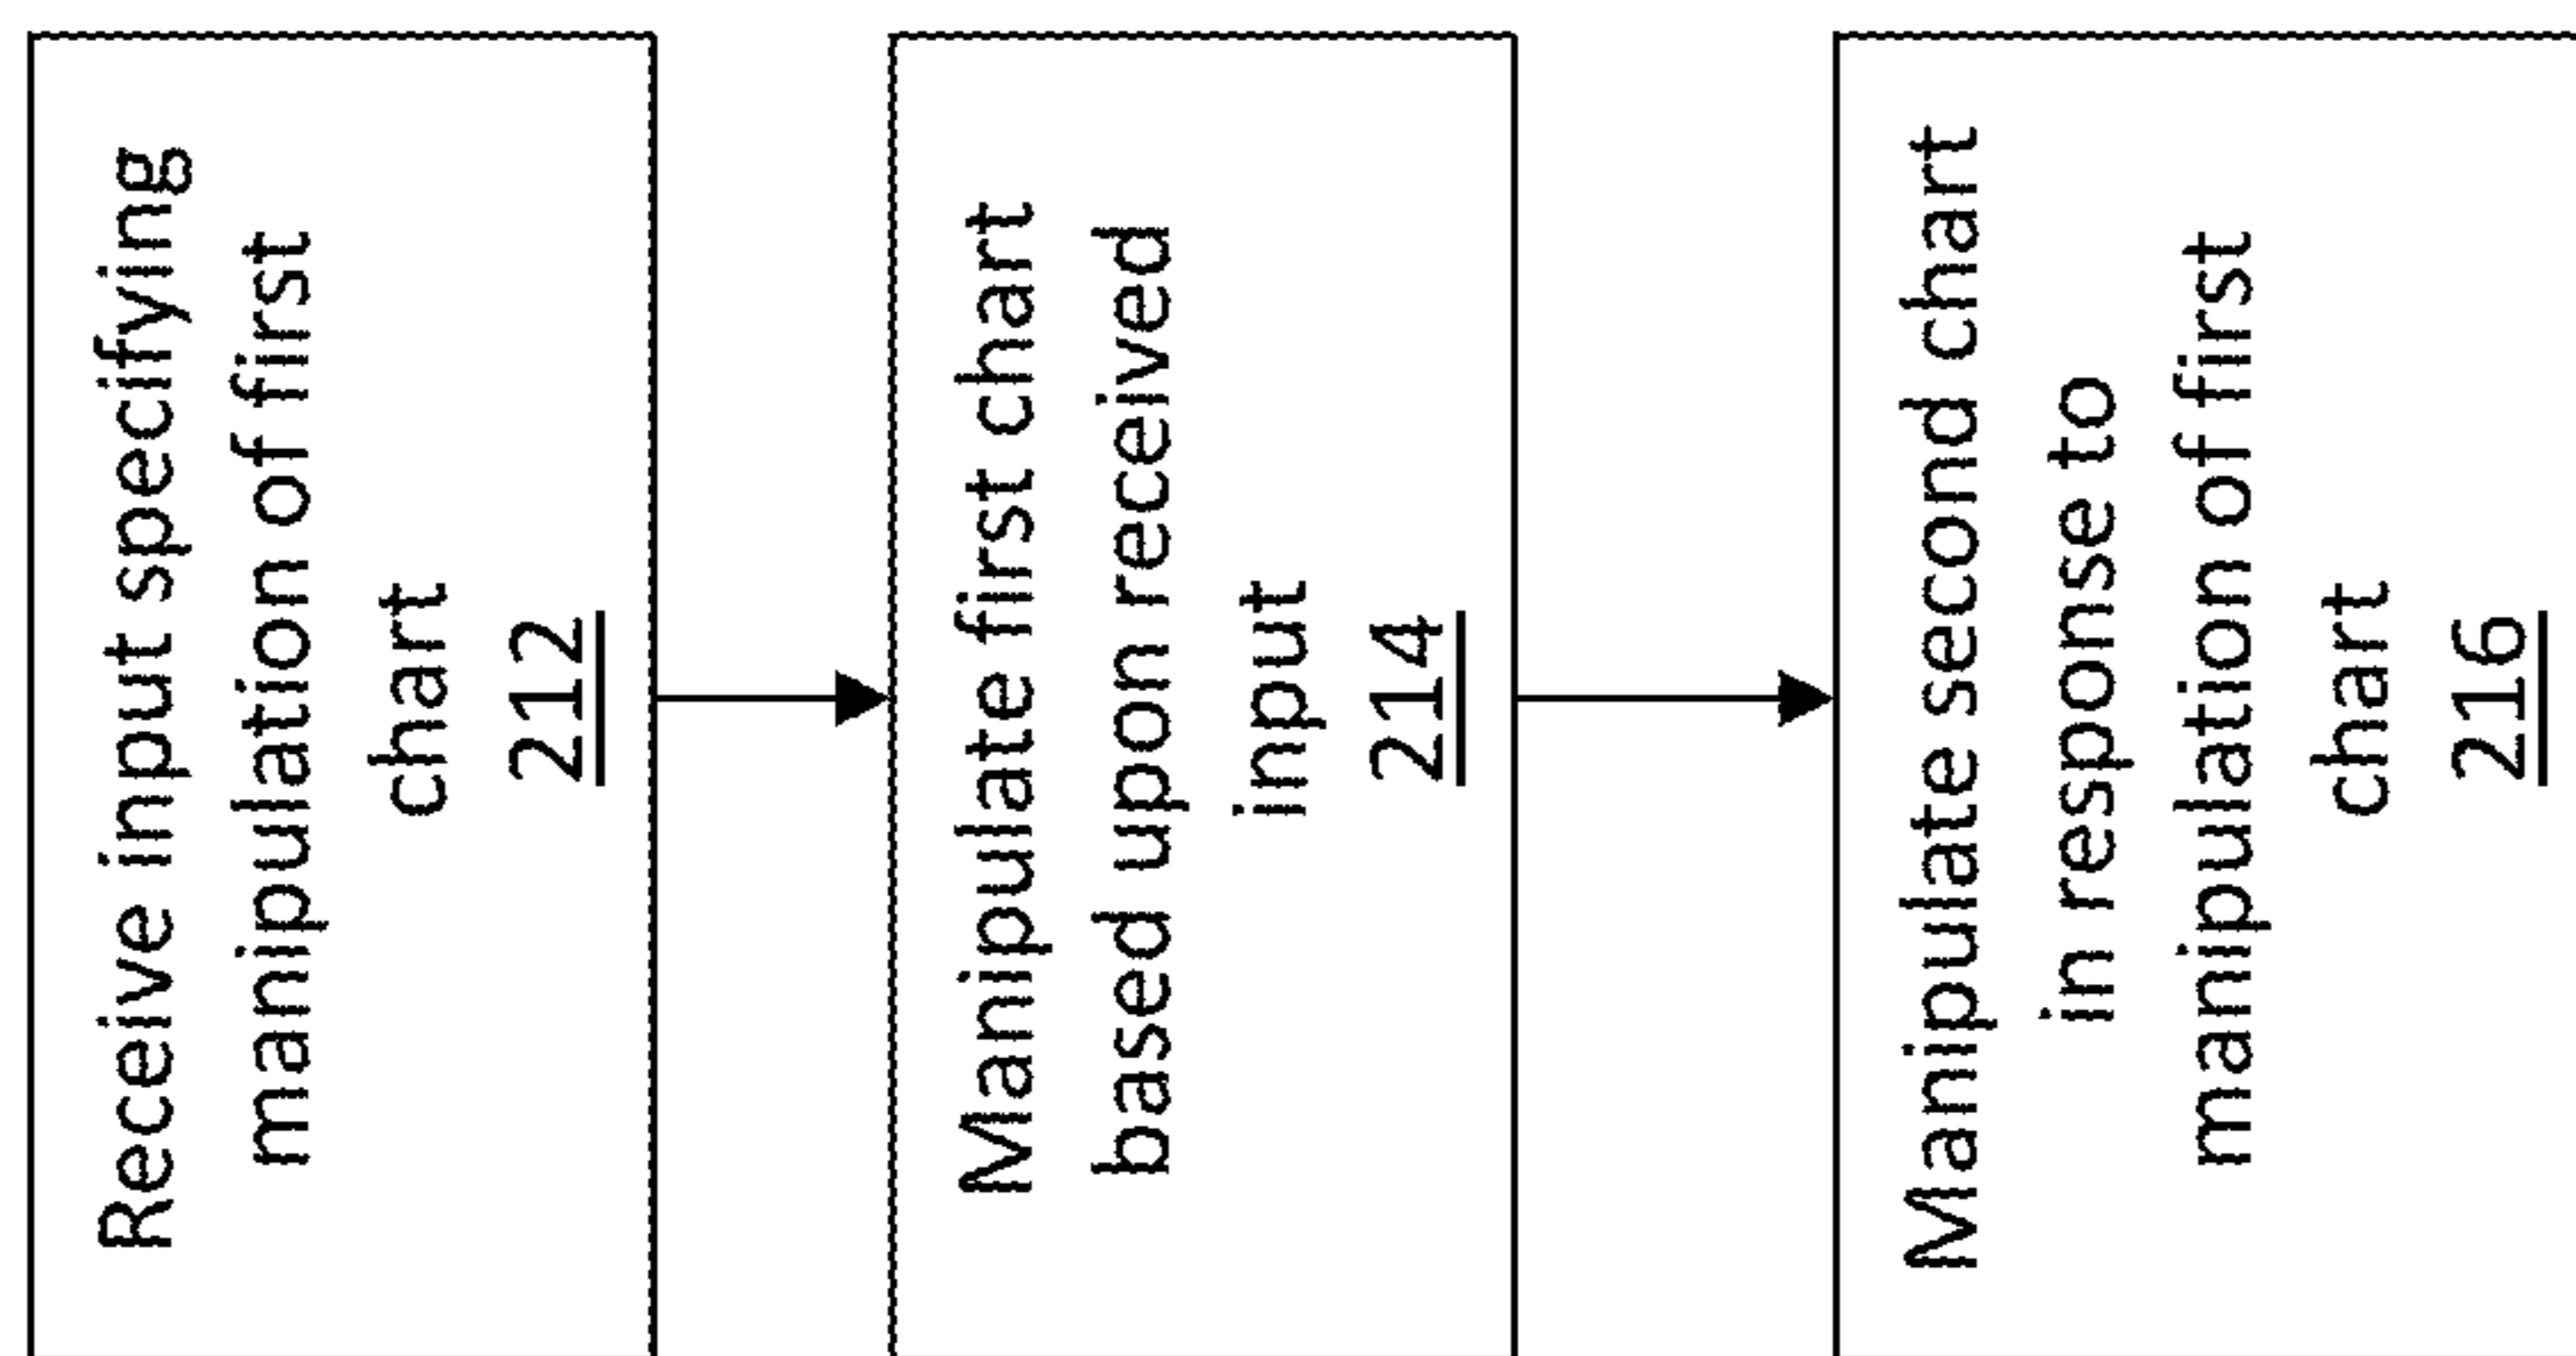 Receive input specifying
manipulation of first
chart
212
Manipulate first chart
based upon received
input
214
Manipulate second chart
in response to
manipulation of first
chart
216